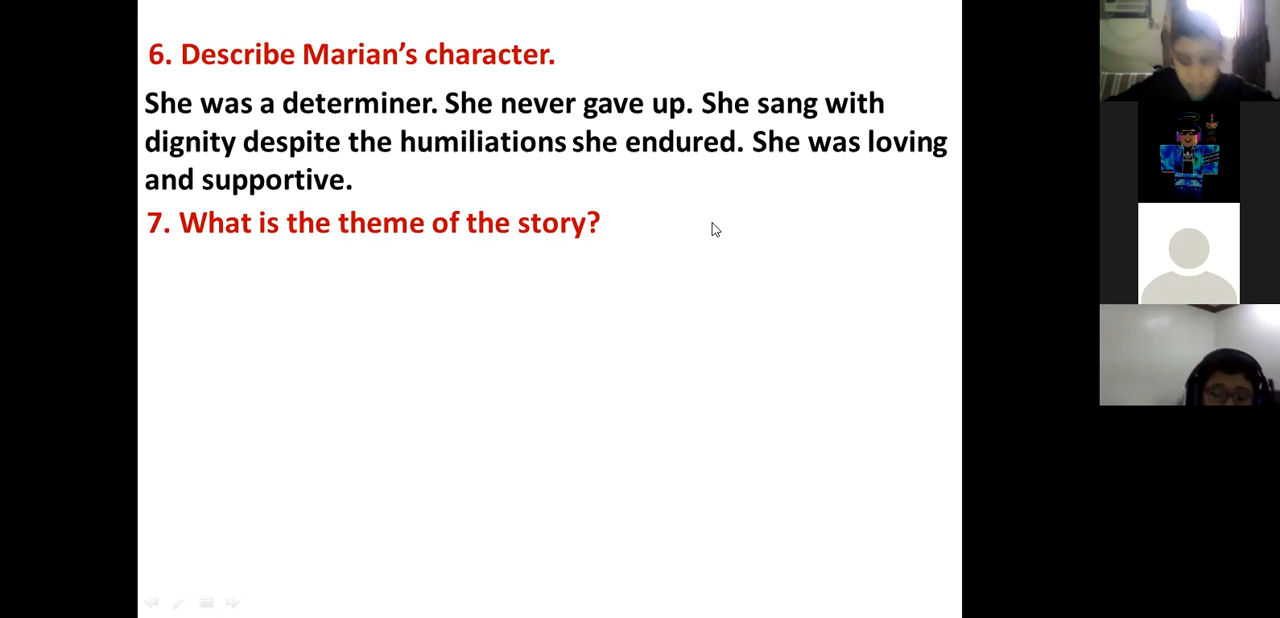 6. Describe Marian’s character.
She was a determiner. She never gave up. She sang with
dignity despite the humiliations she endured. She was loving
and supportive.
7. What is the theme of the story?